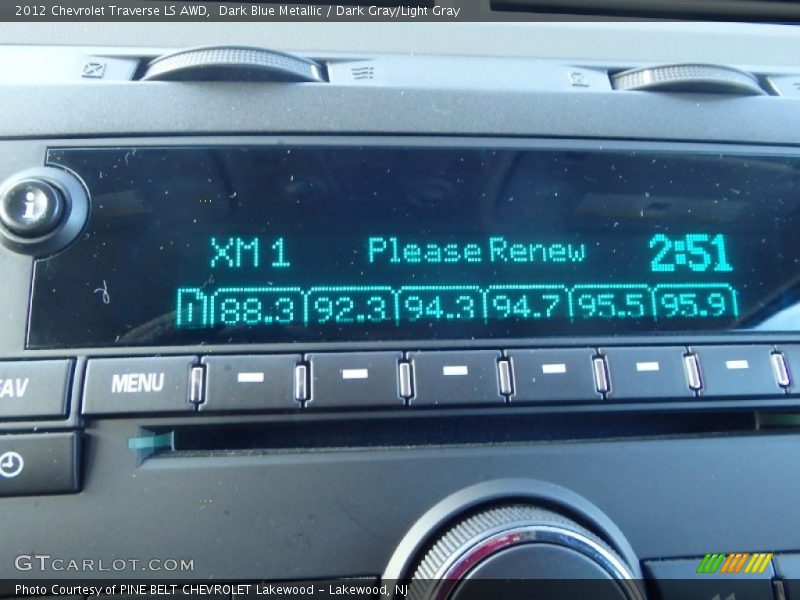 2012 Chevrolet Traverse LS AWD,  Dark Blue Metallic / Dark Gray/Light Gray
i
XM 1 Please Renew 2:51
1 88.3 92.3 94.3 94.7 95.5 95.9
AV MENU
GTCARLOT.COM
Photo Courtesy of PINE BELT CHEVROLET Lakewood - Lakewood, NJ